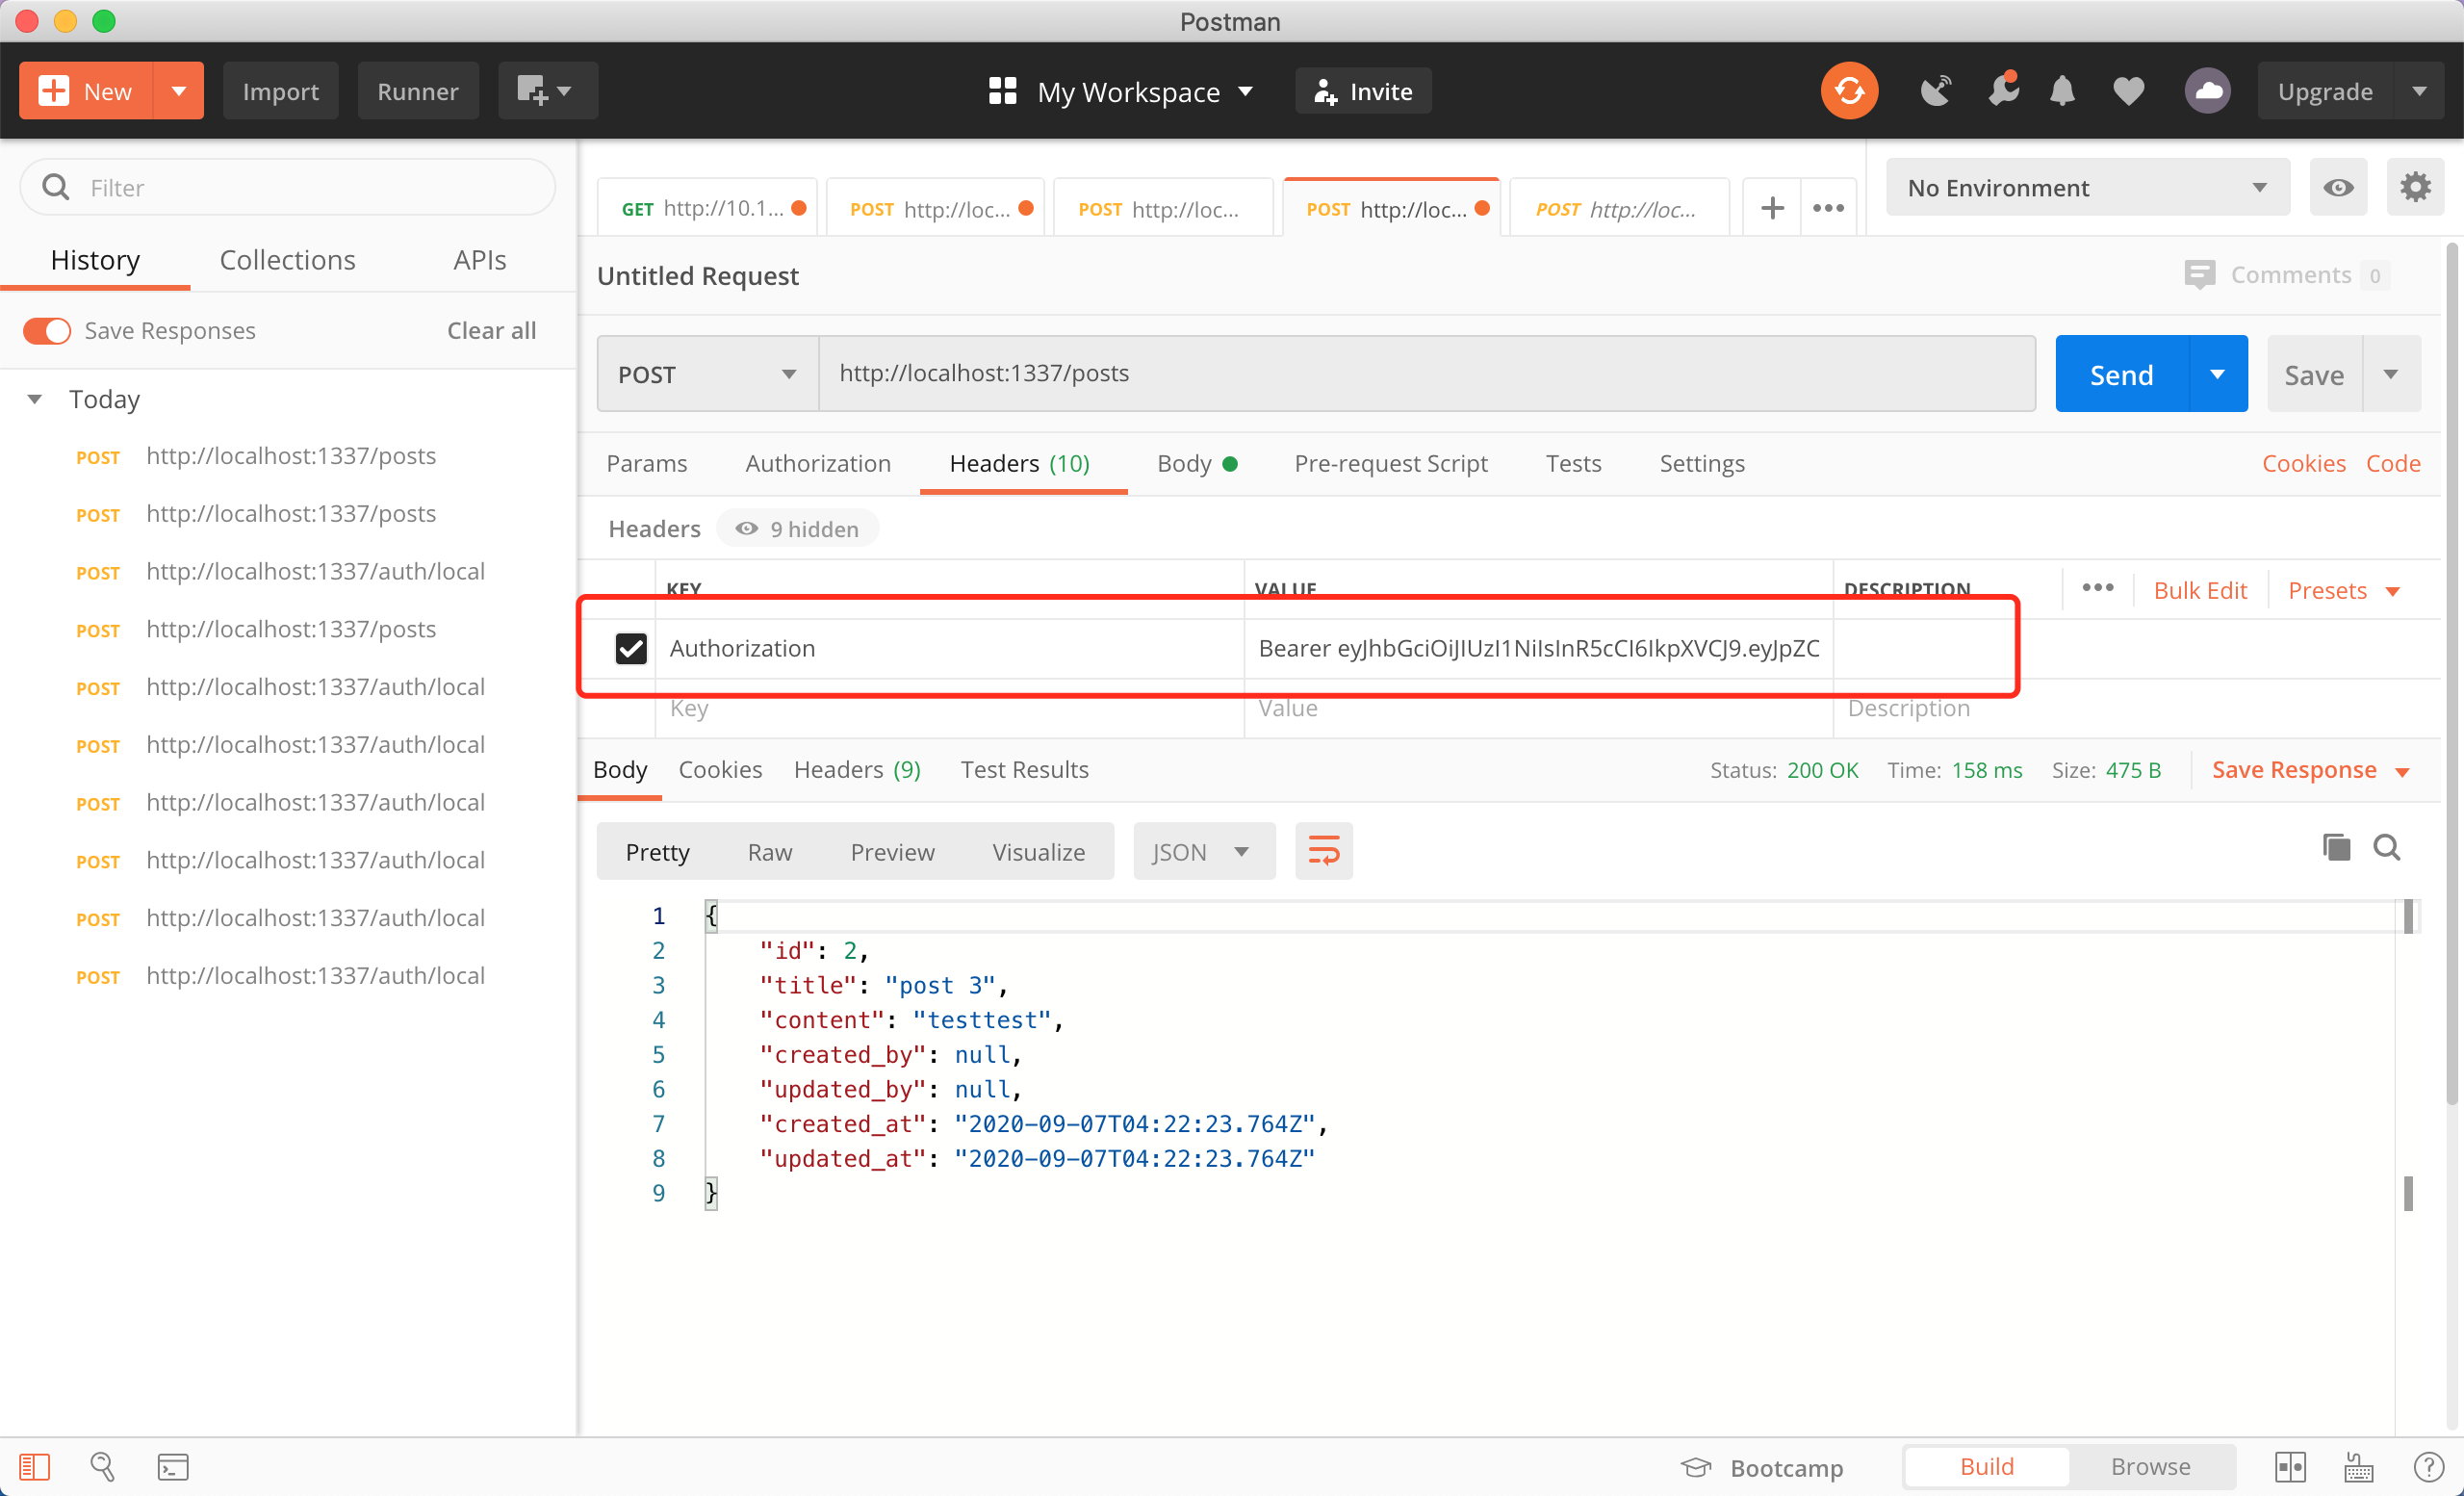 Postman
New Import Runner My Workspace Invite Upgrade
Filter
History Collections APIs
Save Responses Clear all
Today
POST http://localhost:1337/posts
POST http://localhost:1337/posts
POST http://localhost:1337/auth/local
POST http://localhost:1337/posts
POST http://localhost:1337/auth/local
POST http://localhost:1337/auth/local
POST http://localhost:1337/auth/local
POST http://localhost:1337/auth/local
POST http://localhost:1337/auth/local
POST http://localhost:1337/auth/local
GET http://10.1... POST http://loc... POST http://loc... POST http://loc... POST http://loc... No Environment
Untitled Request Comments 0
POST http://localhost:1337/posts Send Save
Params Authorization Headers (10) Body Pre-request Script Tests Settings Cookies Code
Headers 9 hidden
KEY VALUE DESCRIPTION Bulk Edit Presets
Authorization Bearer eyJhbGciOiJIUzI1NiIsInR5cCI6IkpXVCJ9.eyJpZC
Key Value Description
Body Cookies Headers (9) Test Results Status: 200 OK Time: 158 ms Size: 475 B Save Response
Pretty Raw Preview Visualize JSON
1 {
2 "id": 2,
3 "title": "post 3",
4 "content": "testtest",
5 "created_by": null,
6 "updated_by": null,
7 "created_at": "2020-09-07T04:22:23.764Z",
8 "updated_at": "2020-09-07T04:22:23.764Z"
9 }
Bootcamp Build Browse